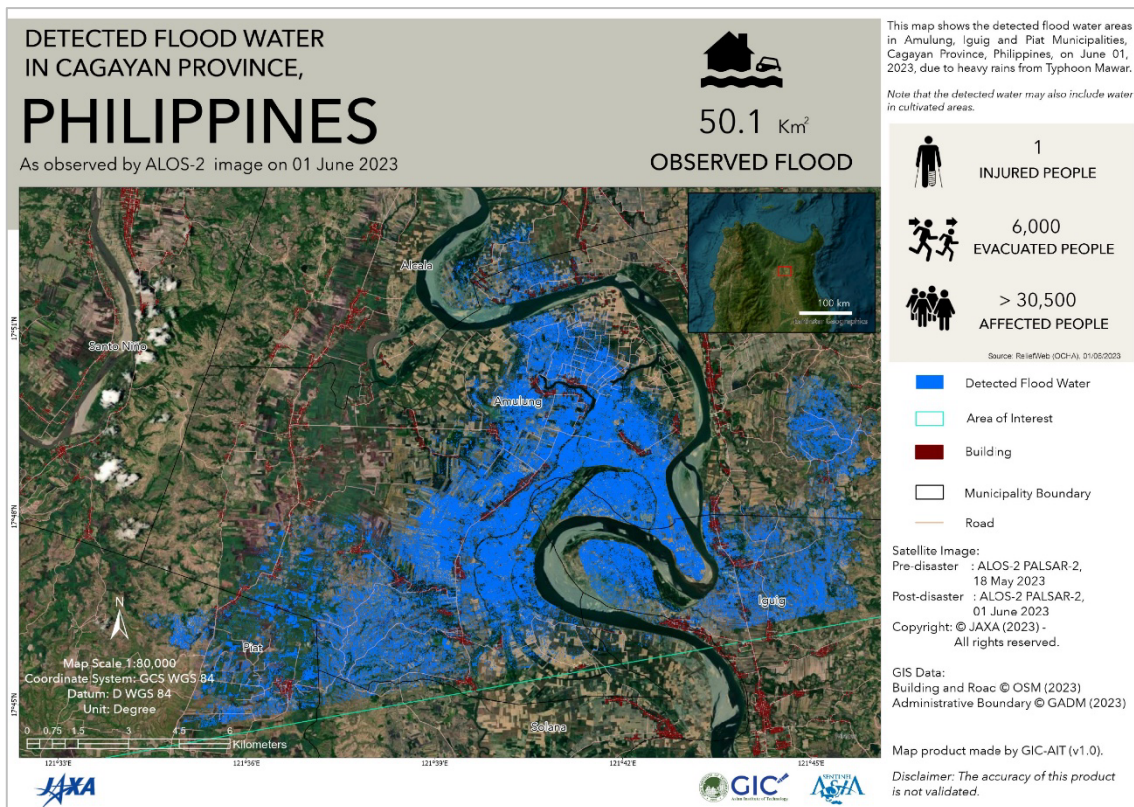 DETECTED FLOOD WATER
IN CAGAYAN PROVINCE,
PHILIPPINES
As observed by ALOS-2 image on 01 June 2023
50.1 Km²
OBSERVED FLOOD
This map shows the detected flood water areas
in Amulung, Iguig and Piat Municipalities,
Cagayan Province, Philippines, on June 01,
2023, due to heavy rains from Typhoon Mawar.
Note that the detected water may also include water
in cultivated areas.
1
INJURED PEOPLE
6,000
EVACUATED PEOPLE
> 30,500
AFFECTED PEOPLE
Source: ReliefWeb (OCHA), 01/06/2023
Detected Flood Water
Area of Interest
Building
Municipality Boundary
Road
Satellite Image:
Pre-disaster : ALOS-2 PALSAR-2,
18 May 2023
Post-disaster : ALOS-2 PALSAR-2,
01 June 2023
Copyright: © JAXA (2023) -
All rights reserved.
GIS Data:
Building and Roac © OSM (2023)
Administrative Boundary © GADM (2023)
Map product made by GIC-AIT (v1.0).
Disclaimer: The accuracy of this product
is not validated.
Alcala
100 km
17°51'N
Santo Niño
Amulung
17°48'N
Iguig
N
Piat
Map Scale 1:80,000
Coordinate System: GCS WGS 84
Datum: D WGS 84
Unit: Degree
17°45'N
Solana
0 0.75 1.5 3 4.5 6
Kilometers
121°33'E 121°36'E 121°39'E 121°42'E 121°45'E
JAXA
GIC
Asian Institute of Technology
SENTINEL
ASIA